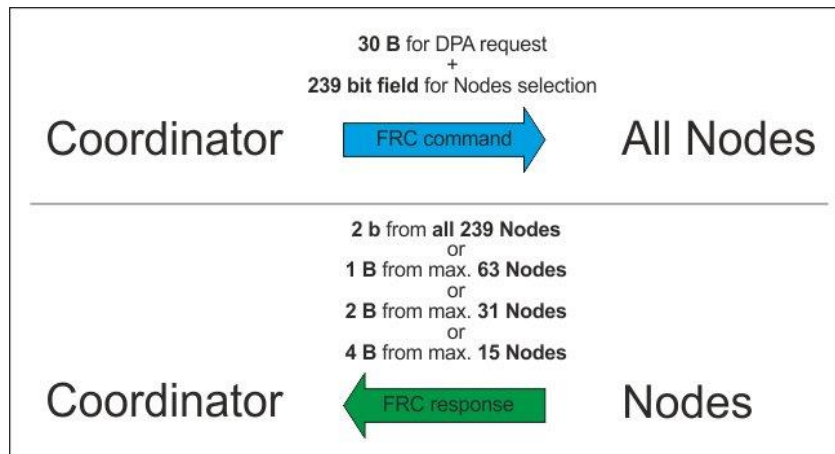 30 B for DPA request
+
239 bit field for Nodes selection
Coordinator FRC command All Nodes
2 b from all 239 Nodes
or
1 B from max. 63 Nodes
or
2 B from max. 31 Nodes
or
4 B from max. 15 Nodes
Coordinator FRC response Nodes